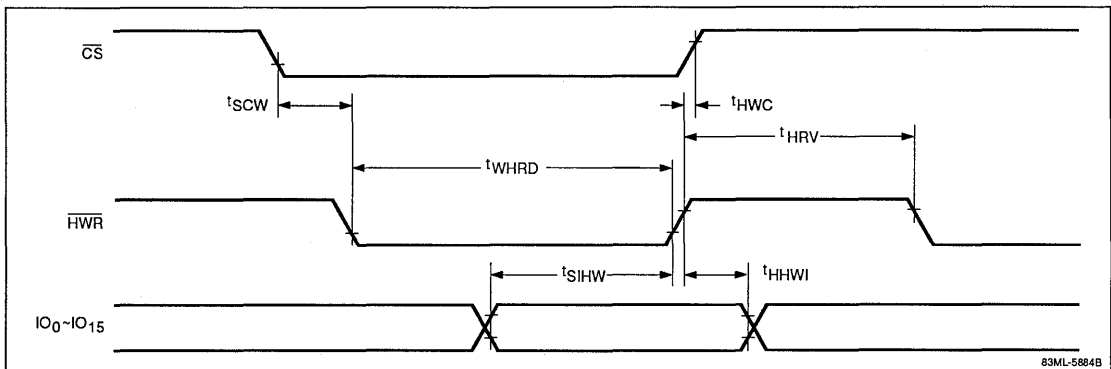 CS
tSCW
tHWC
tHRV
tWHRD
HWR
tSIHW
tHHWI
IO0~IO15
83ML-5884B